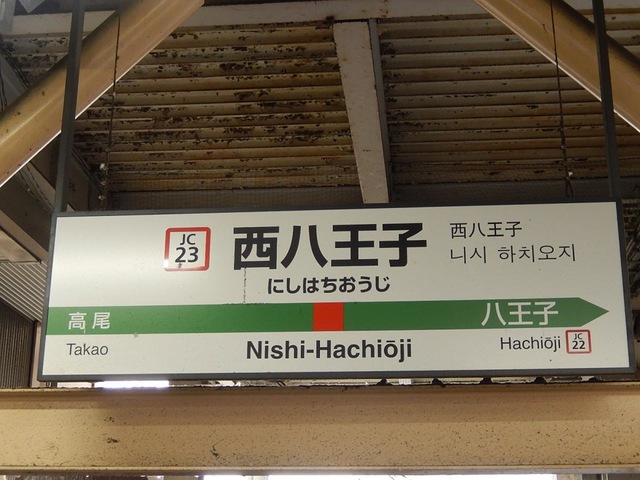 JC
23
西八王子
にしはちおうじ
西八王子
니시 하치오지
高尾
八王子
Takao
Nishi-Hachiōji
Hachiōji
JC
22